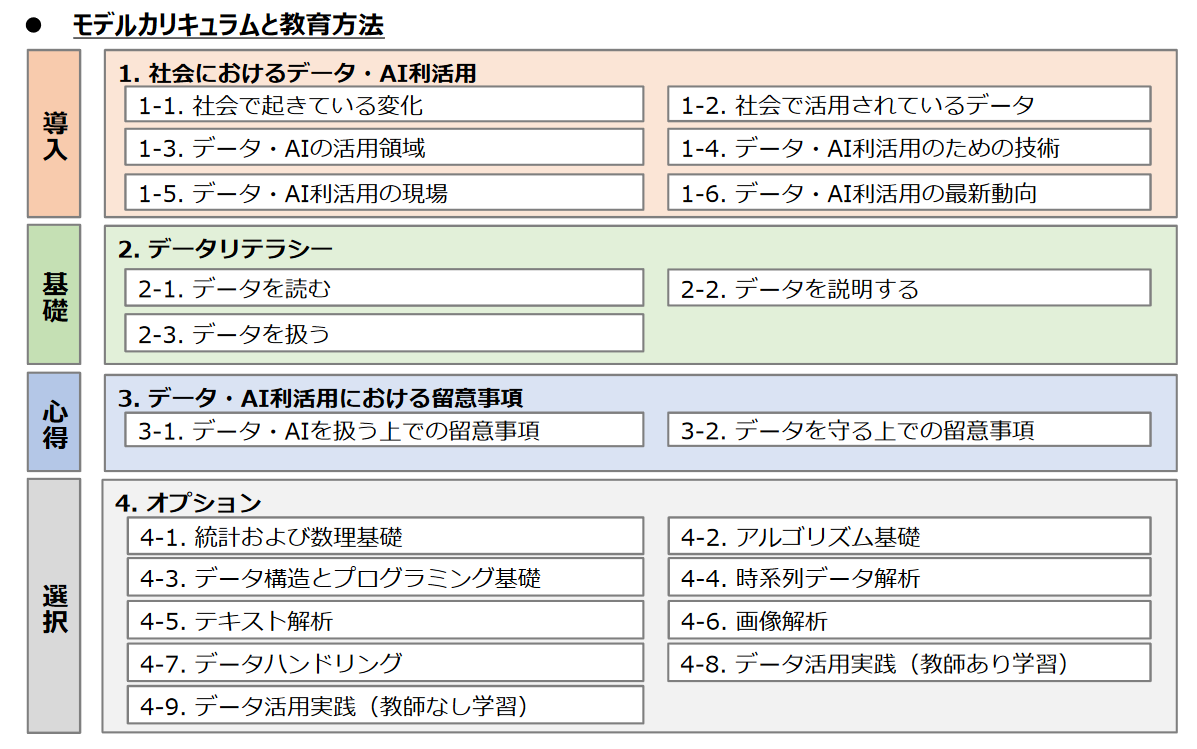 ● モデルカリキュラムと教育方法
導入
1. 社会におけるデータ・AI利活用
1-1. 社会で起きている変化
1-2. 社会で活用されているデータ
1-3. データ・AIの活用領域
1-4. データ・AI利活用のための技術
1-5. データ・AI利活用の現場
1-6. データ・AI利活用の最新動向
基礎
2. データリテラシー
2-1. データを読む
2-2. データを説明する
2-3. データを扱う
心得
3. データ・AI利活用における留意事項
3-1. データ・AIを扱う上での留意事項
3-2. データを守る上での留意事項
選択
4. オプション
4-1. 統計および数理基礎
4-2. アルゴリズム基礎
4-3. データ構造とプログラミング基礎
4-4. 時系列データ解析
4-5. テキスト解析
4-6. 画像解析
4-7. データハンドリング
4-8. データ活用実践（教師あり学習）
4-9. データ活用実践（教師なし学習）